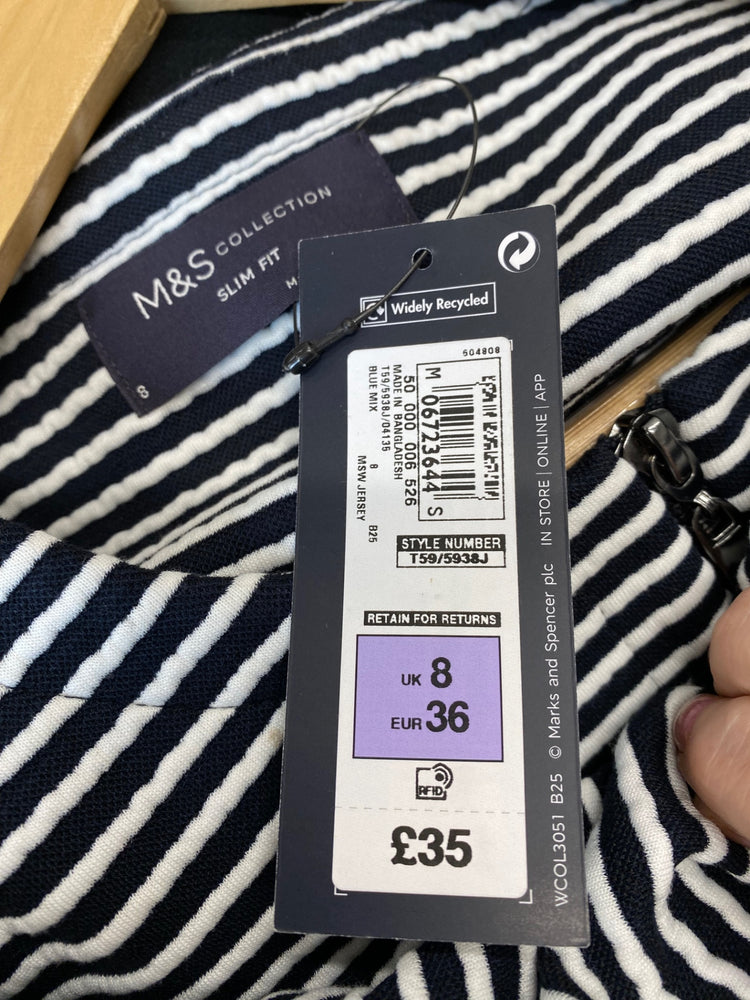 M&S COLLECTION
SLIM FIT
M
8
Widely Recycled
504808
M 06723644 S
50 000 006 526
MADE IN BANGLADESH
T59/5938J/04135
BLUE MIX 8 B25
MSW JERSEY
STYLE NUMBER
T59/5938J
RETAIN FOR RETURNS
UK 8
EUR 36
RFID
£35
WCOL3051 B25 © Marks and Spencer plc IN STORE | ONLINE | APP